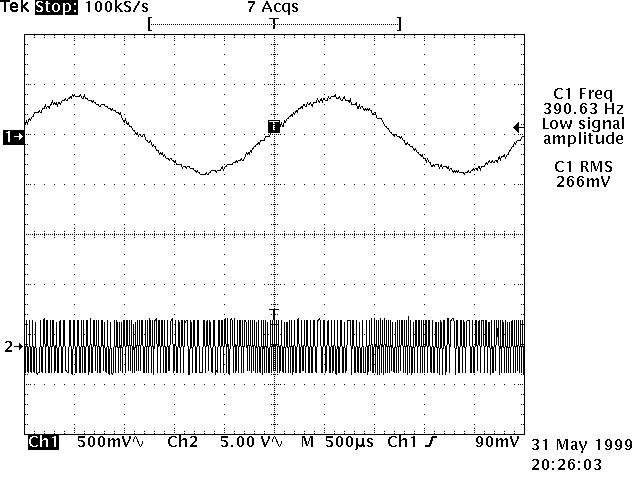 Tek Stop: 100kS/s 7 Acqs
T
C1 Freq
390.63 Hz
Low signal
amplitude
C1 RMS
266mV
1
T
2
Ch1 500mV Ch2 5.00 V M 500µs Ch1 90mV
31 May 1999
20:26:03